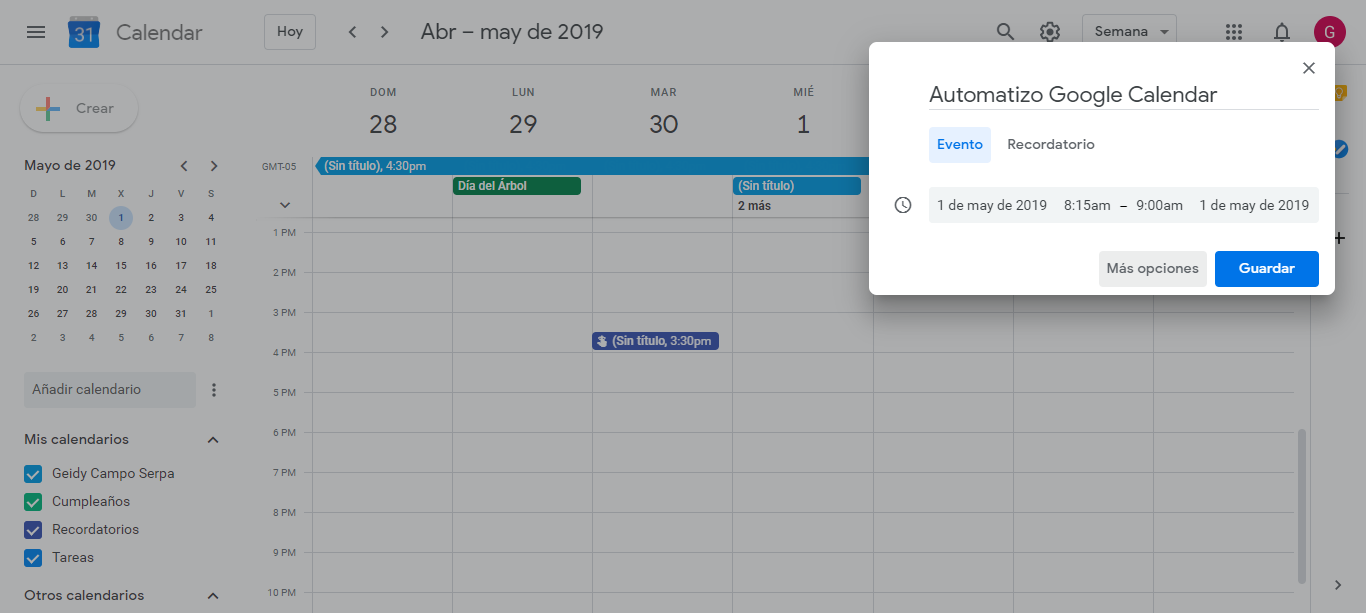 31 Calendar Hoy Abr – may de 2019 Semana G
Crear
DOM LUN MAR MIÉ
28 29 30 1
Mayo de 2019
D L M X J V S
28 29 30 1 2 3 4
5 6 7 8 9 10 11
12 13 14 15 16 17 18
19 20 21 22 23 24 25
26 27 28 29 30 31 1
2 3 4 5 6 7 8
Añadir calendario
Mis calendarios
Geidy Campo Serpa
Cumpleaños
Recordatorios
Tareas
Otros calendarios
GMT-05 (Sin título), 4:30pm
Día del Árbol (Sin título)
2 más
1 PM
2 PM
3 PM
(Sin título, 3:30pm
4 PM
5 PM
6 PM
7 PM
8 PM
9 PM
10 PM
Automatizo Google Calendar
Evento Recordatorio
1 de may de 2019 8:15am – 9:00am 1 de may de 2019
Más opciones Guardar